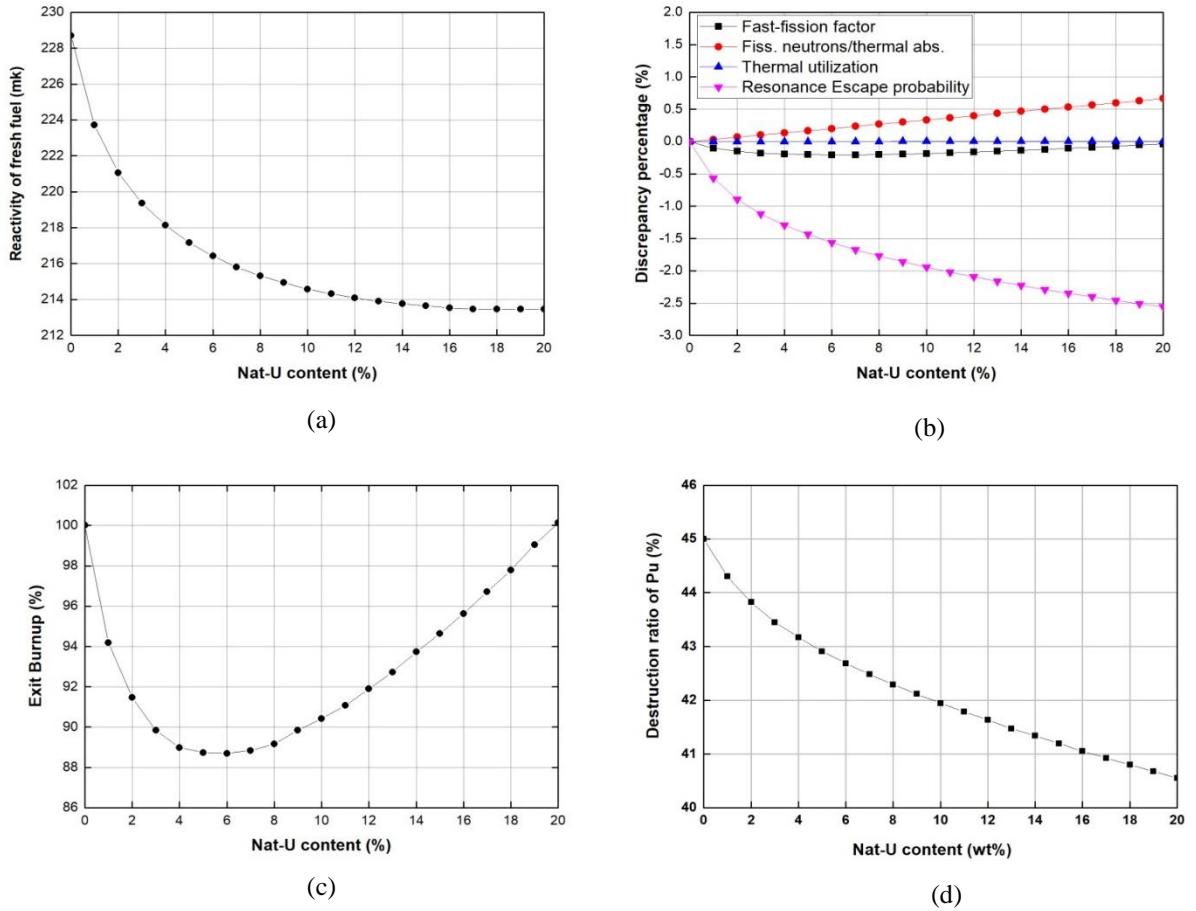 230
228
226
224
222
220
218
216
214
212
Reactivity of fresh fuel (mk)
0 2 4 6 8 10 12 14 16 18 20
Nat-U content (%)
(a)
2.0
1.5
1.0
0.5
0.0
-0.5
-1.0
-1.5
-2.0
-2.5
-3.0
Discrepancy percentage (%)
Fast-fission factor
Fiss. neutrons/thermal abs.
Thermal utilization
Resonance Escape probability
0 2 4 6 8 10 12 14 16 18 20
Nat-U content (%)
(b)
102
100
98
96
94
92
90
88
86
Exit Burnup (%)
0 2 4 6 8 10 12 14 16 18 20
Nat-U content (%)
(c)
46
45
44
43
42
41
40
Destruction ratio of Pu (%)
0 2 4 6 8 10 12 14 16 18 20
Nat-U content (wt%)
(d)